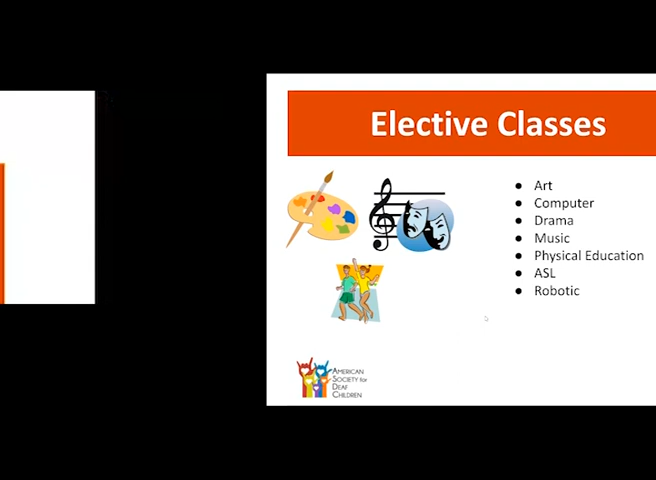 Elective Classes
● Art
● Computer
● Drama
● Music
● Physical Education
● ASL
● Robotic
AMERICAN
SOCIETY for
DEAF
CHILDREN